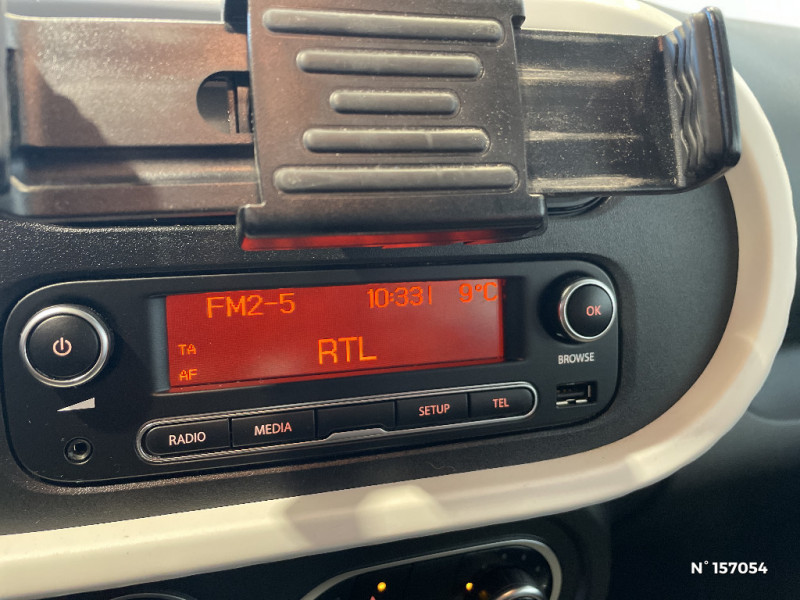 FM2-5 10:33 9°C
TA RTL
AF
OK
BROWSE
RADIO MEDIA SETUP TEL
N°157054